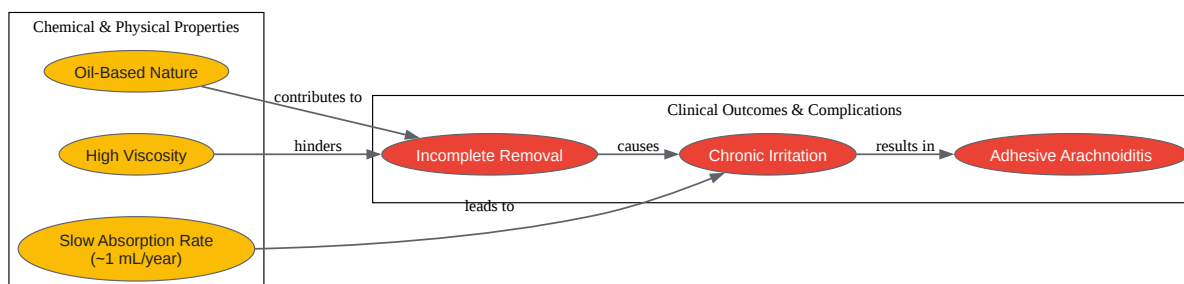 Chemical & Physical Properties
Oil-Based Nature
contributes to
Clinical Outcomes & Complications
High Viscosity
hinders
Incomplete Removal
causes
Chronic Irritation
results in
Adhesive Arachnoiditis
leads to
Slow Absorption Rate
(~1 mL/year)